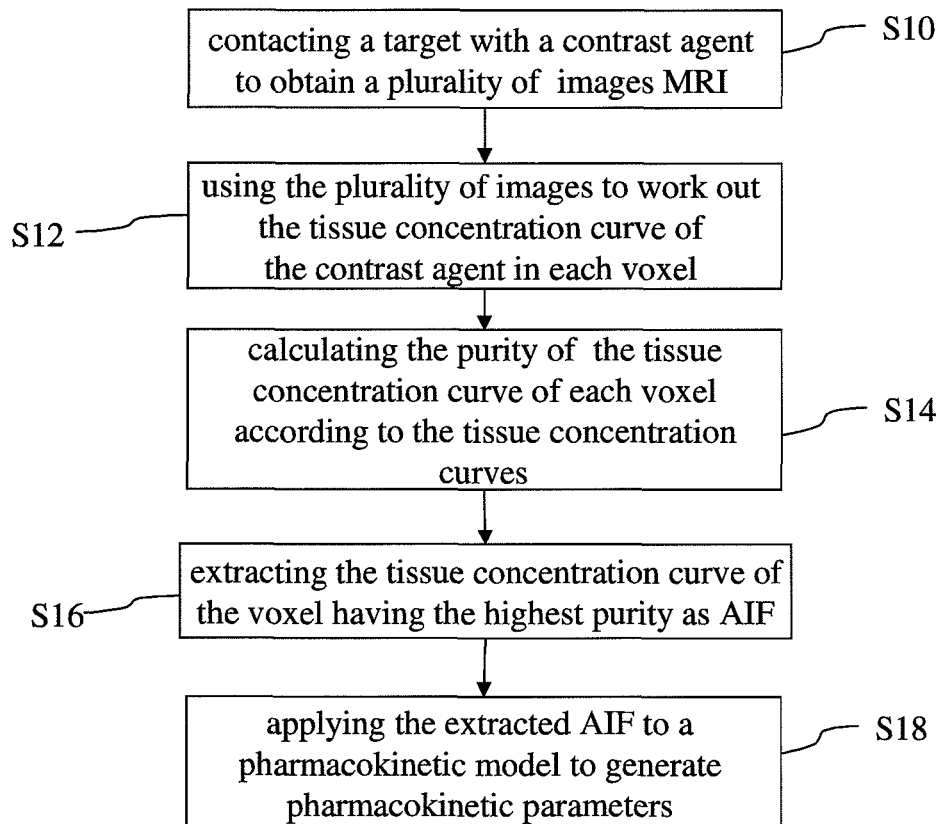 contacting a target with a contrast agent
to obtain a plurality of images MRI
S10
using the plurality of images to work out
the tissue concentration curve of
the contrast agent in each voxel
S12
calculating the purity of the tissue
concentration curve of each voxel
according to the tissue concentration
curves
S14
extracting the tissue concentration curve of
the voxel having the highest purity as AIF
S16
applying the extracted AIF to a
pharmacokinetic model to generate
pharmacokinetic parameters
S18